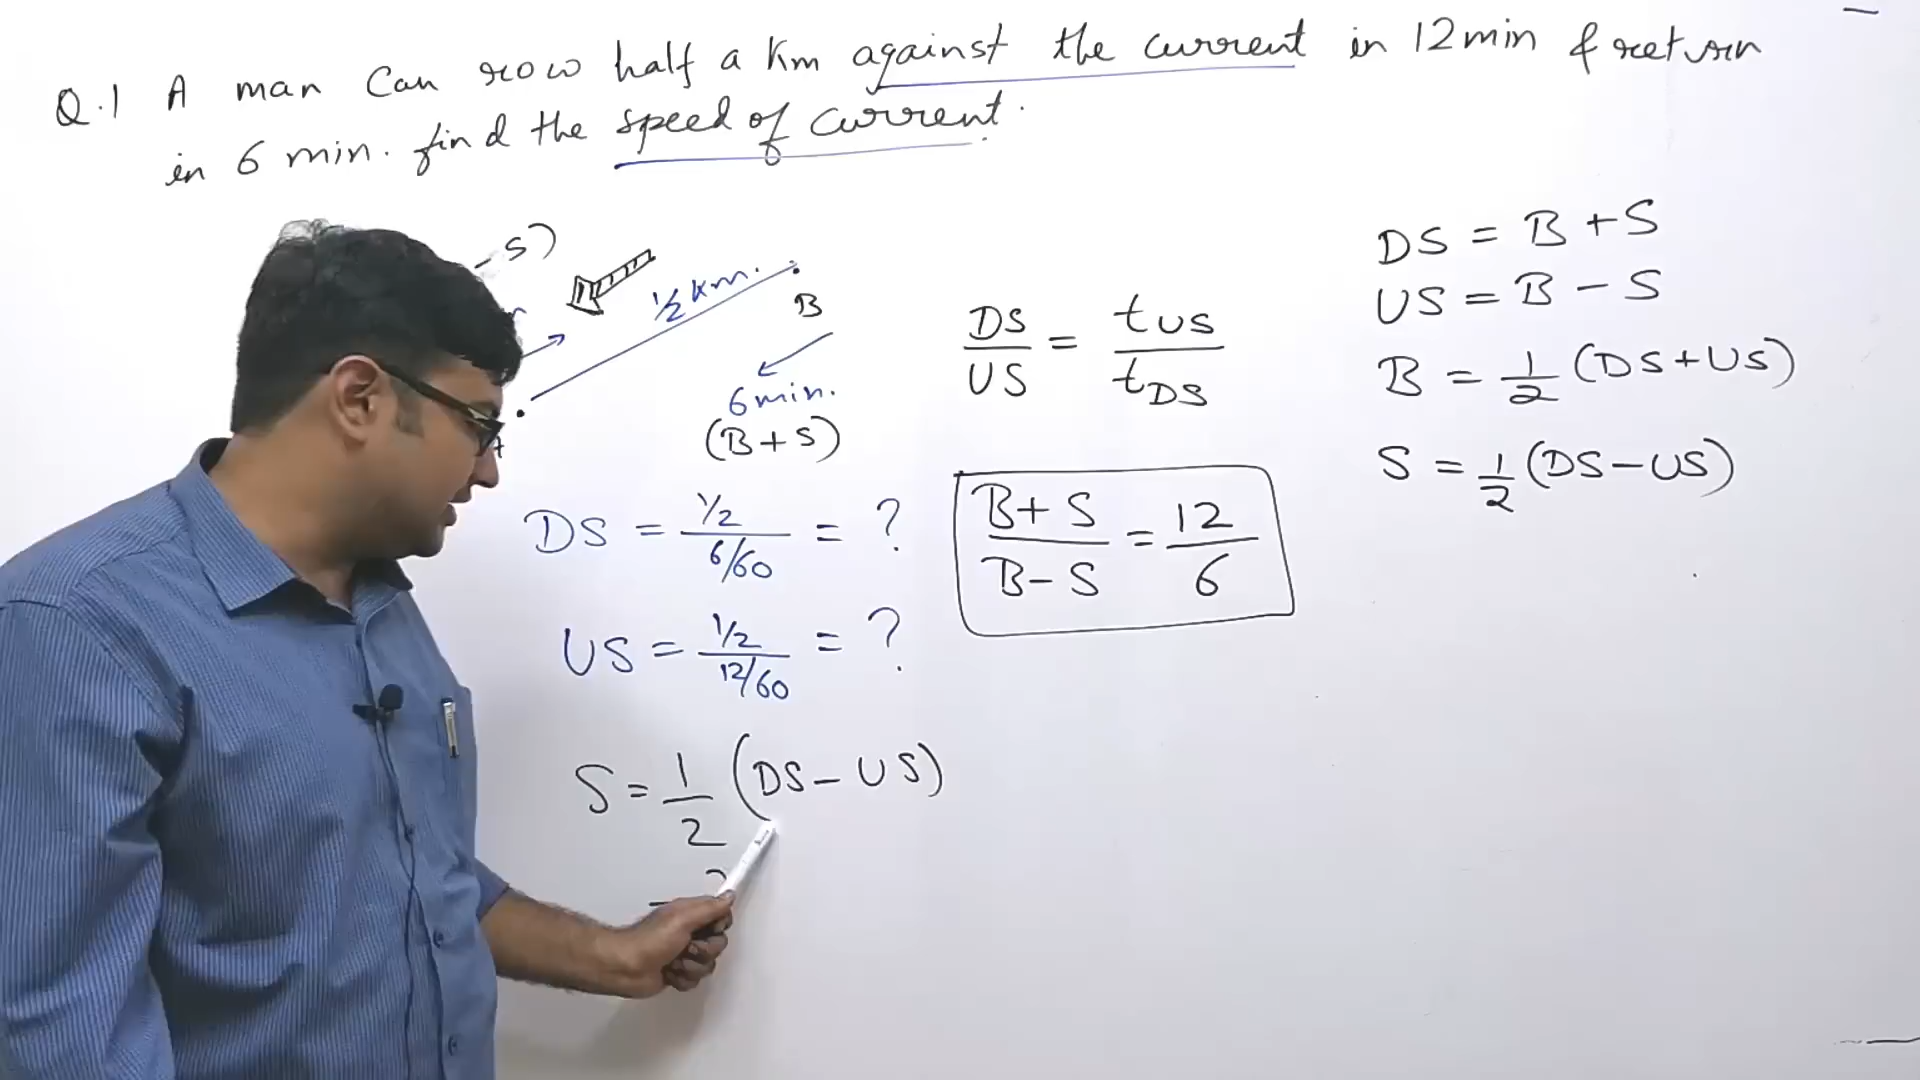 Q.1 A man can row half a km against the current in 12 min & return
in 6 min. find the speed of current.
- S)
1/2 km.
B
6 min.
(B + S)
DS = 1/2 / 6/60 = ?
US = 1/2 / 12/60 = ?
S = 1/2 (DS - US)
DS/US = tUS/tDS
B + S / B - S = 12/6
DS = B + S
US = B - S
B = 1/2 (DS + US)
S = 1/2 (DS - US)